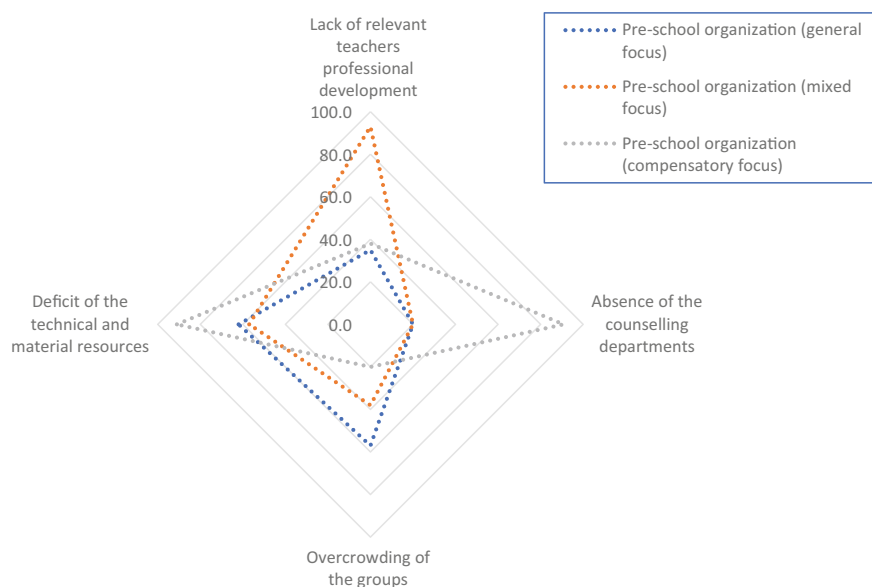 Lack of relevant
teachers
professional
development
Pre-school organization (general
focus)
Pre-school organization (mixed
focus)
Pre-school organization
(compensatory focus)
100.0
80.0
60.0
40.0
20.0
0.0
Deficit of the
technical and
material resources
Absence of the
counselling
departments
Overcrowding of
the groups